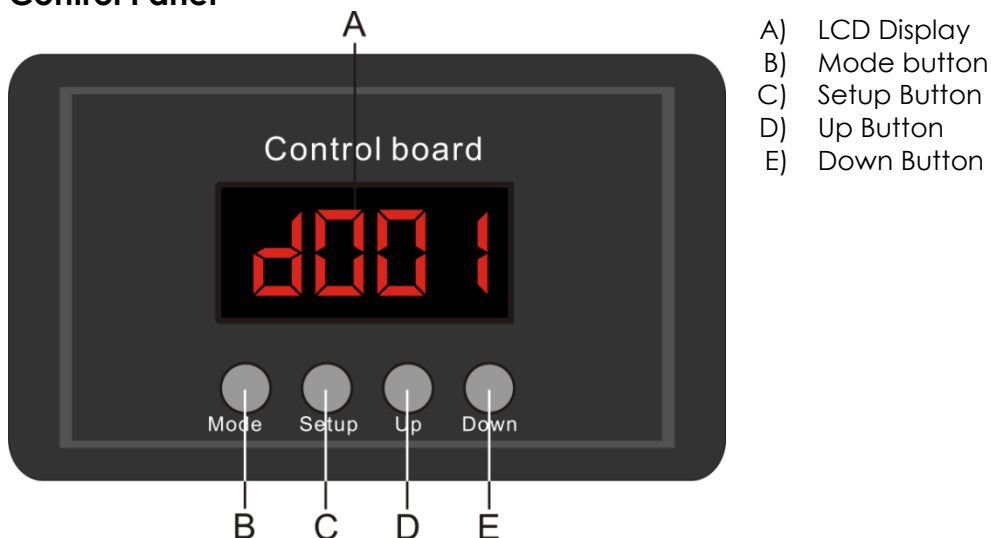 Control Panel
A
Control board
d001
Mode Setup Up Down
B C D E
A) LCD Display
B) Mode button
C) Setup Button
D) Up Button
E) Down Button